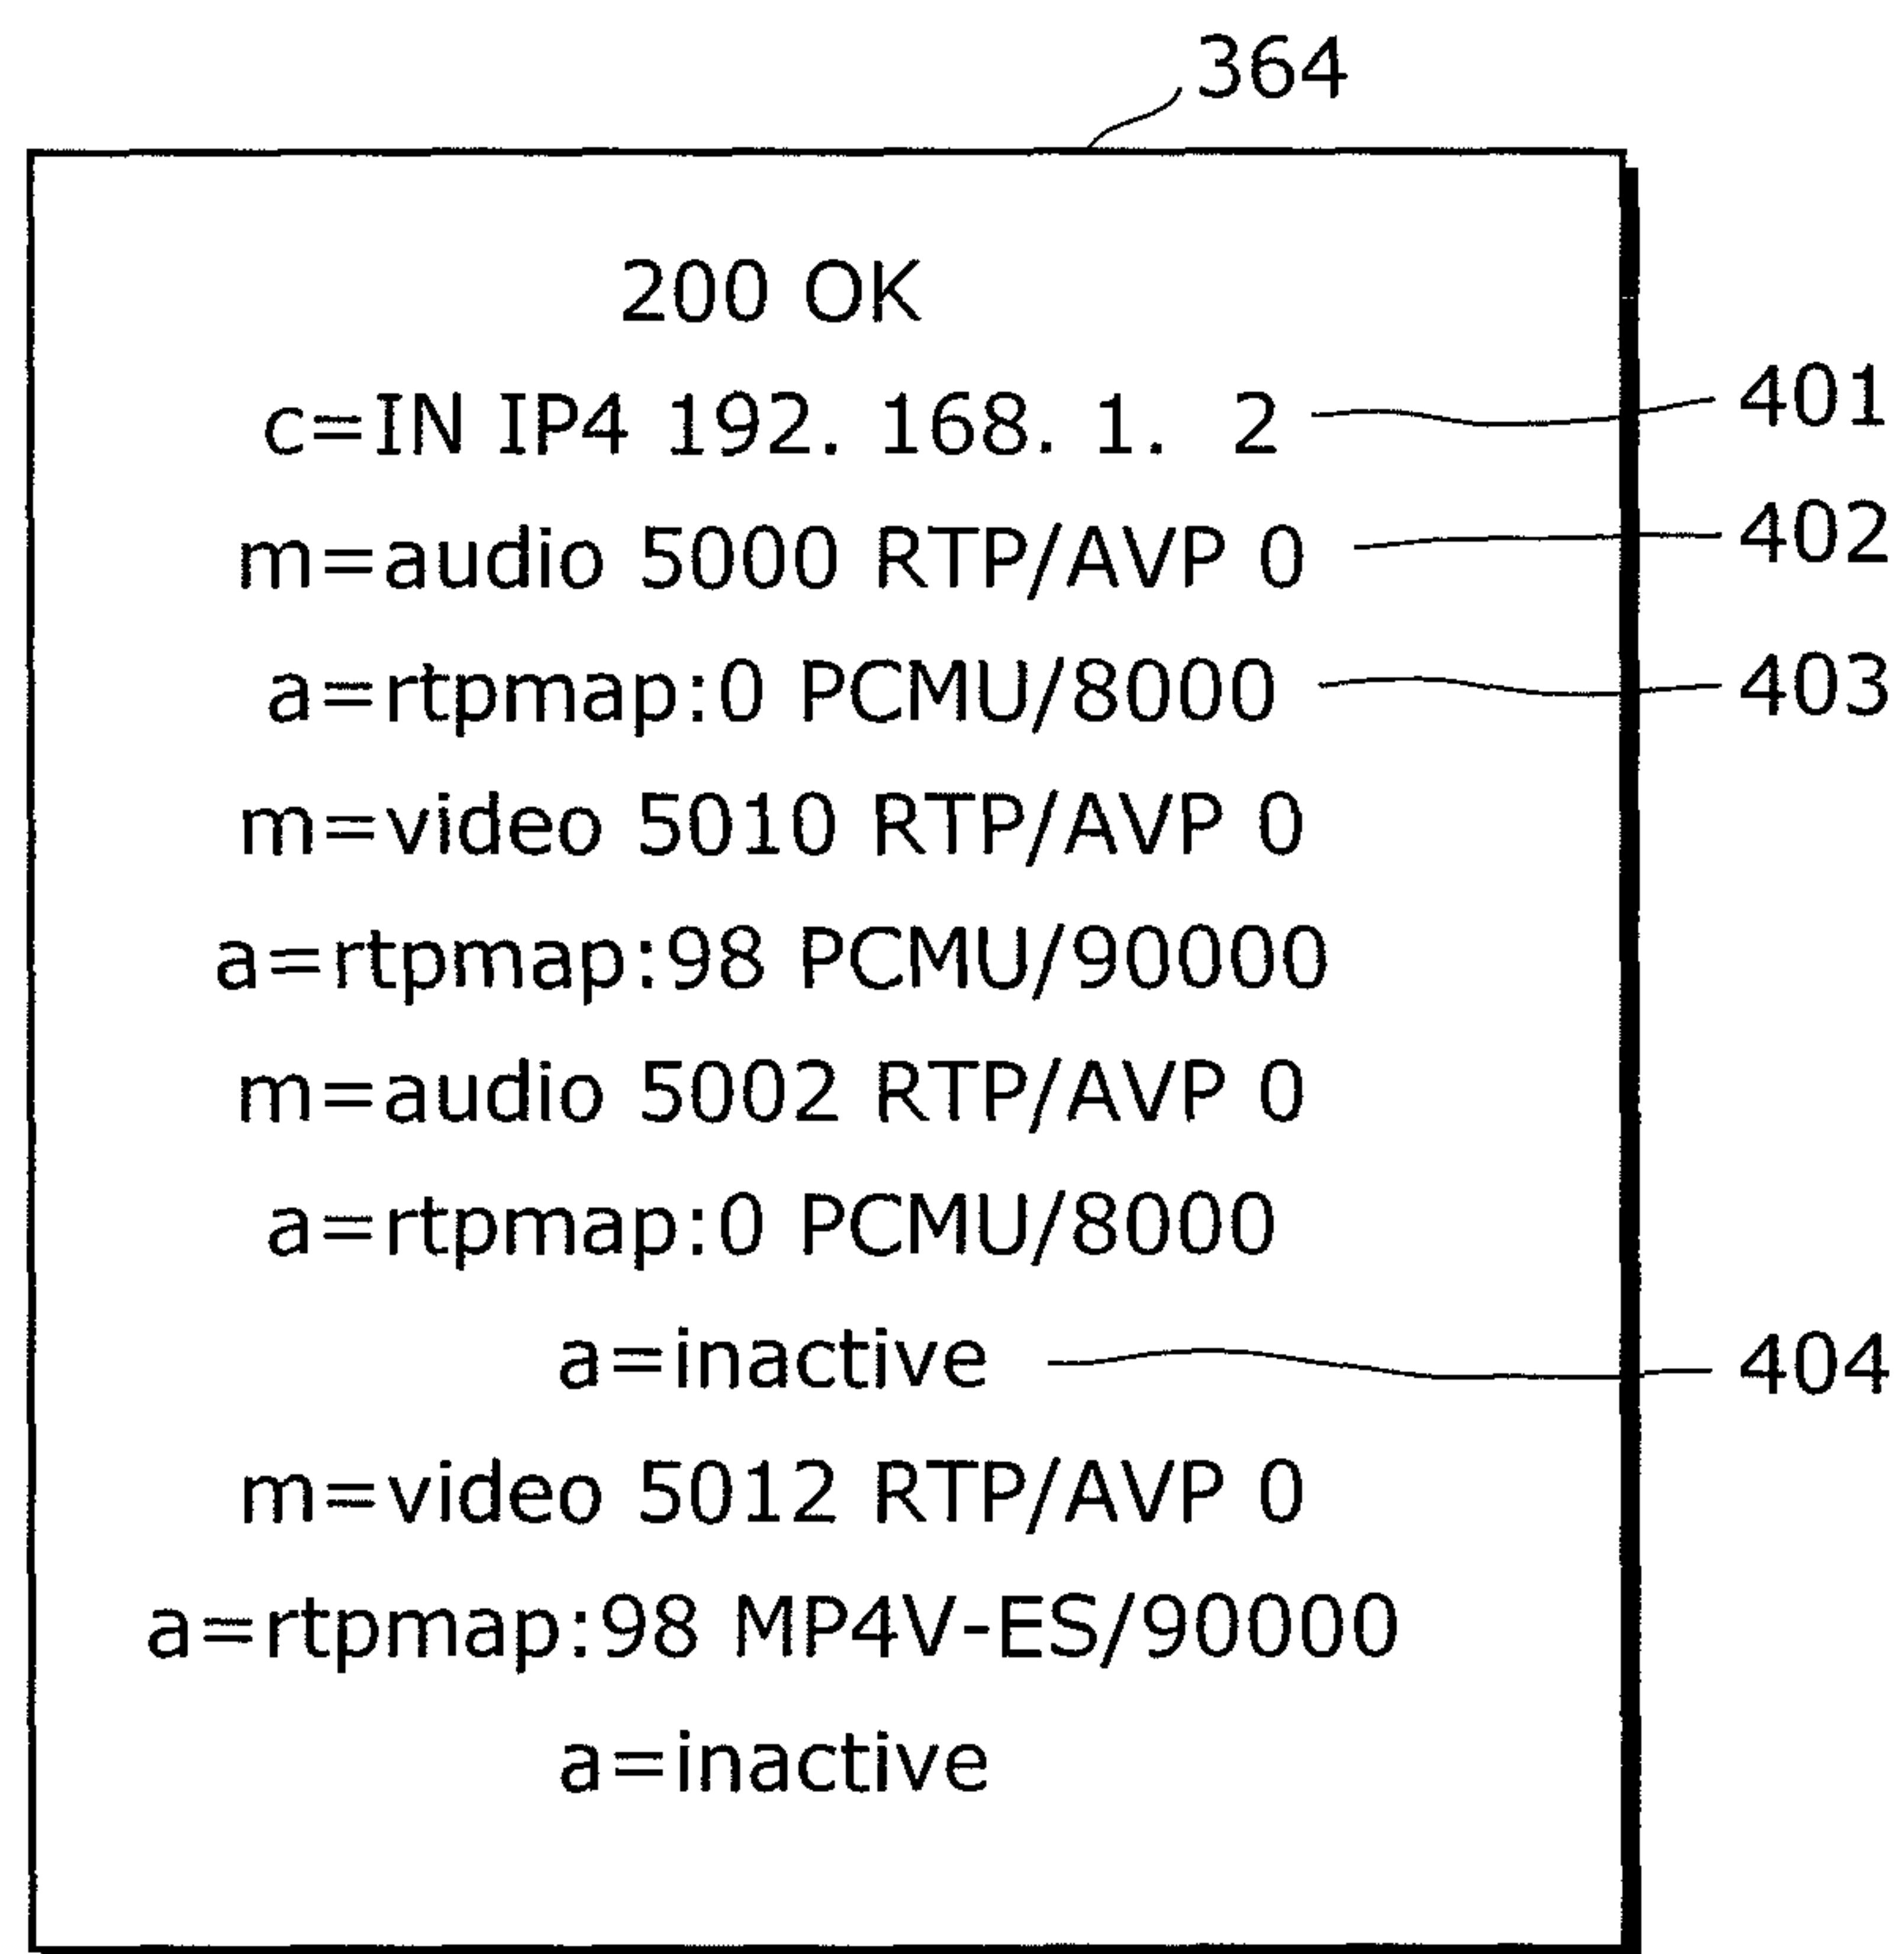 364
200 OK
c=IN IP4 192. 168. 1. 2 401
m=audio 5000 RTP/AVP 0 402
a=rtpmap:0 PCMU/8000 403
m=video 5010 RTP/AVP 0
a=rtpmap:98 PCMU/90000
m=audio 5002 RTP/AVP 0
a=rtpmap:0 PCMU/8000
a=inactive 404
m=video 5012 RTP/AVP 0
a=rtpmap:98 MP4V-ES/90000
a=inactive